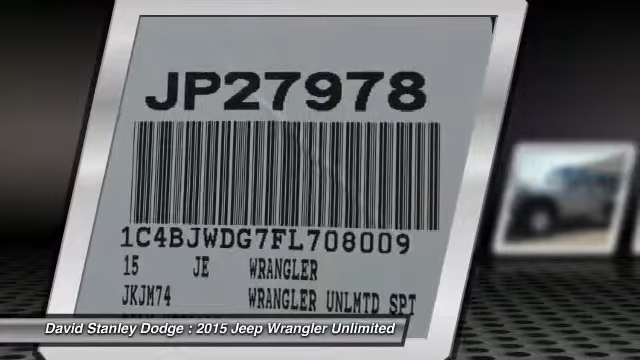 JP27978
1C4BJWDG7FL708009
15 JE WRANGLER
JKJM74 WRANGLER UNLMTD SPT
David Stanley Dodge : 2015 Jeep Wrangler Unlimited